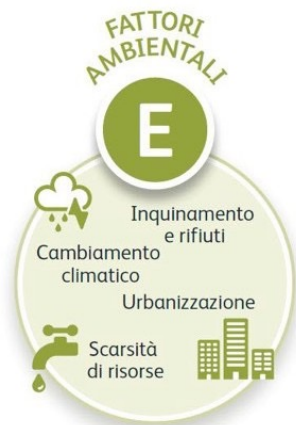 FATTORI
AMBIENTALI
E
Inquinamento
e rifiuti
Cambiamento
climatico
Urbanizzazione
Scarsità
di risorse